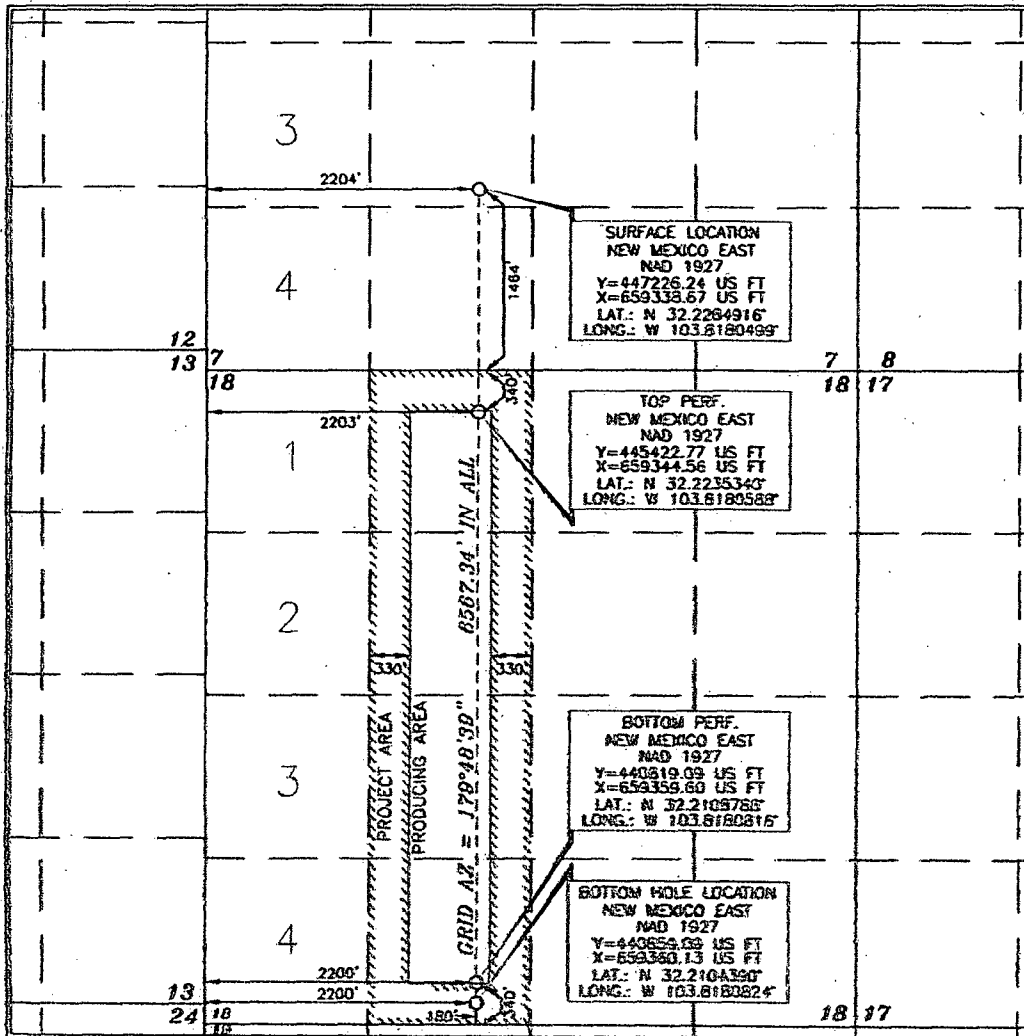 3
2204'
SURFACE LOCATION
NEW MEXICO EAST
NAD 1927
Y=447226.24 US FT
X=659338.67 US FT
LAT.: N 32.2264916°
LONG.: W 103.8180499°
4
1464'
12
13
7
18
7
8
18
17
340'
2203'
TOP PERF.
NEW MEXICO EAST
NAD 1927
Y=445422.77 US FT
X=659344.56 US FT
LAT.: N 32.2235340°
LONG.: W 103.8180588°
1
6567.34' IN ALL
2
330'
330'
PROJECT AREA
PRODUCING AREA
GRID AZ = 179°48'39"
BOTTOM PERF.
NEW MEXICO EAST
NAD 1927
Y=440819.09 US FT
X=659359.60 US FT
LAT.: N 32.2108788°
LONG.: W 103.8180816°
3
BOTTOM HOLE LOCATION
NEW MEXICO EAST
NAD 1927
US FT
X=659360.13 US FT
LAT.: N 32.2104390°
LONG.: W 103.8180824°
4
2200'
2200'
13
24
18
19
180'
340'
18
17